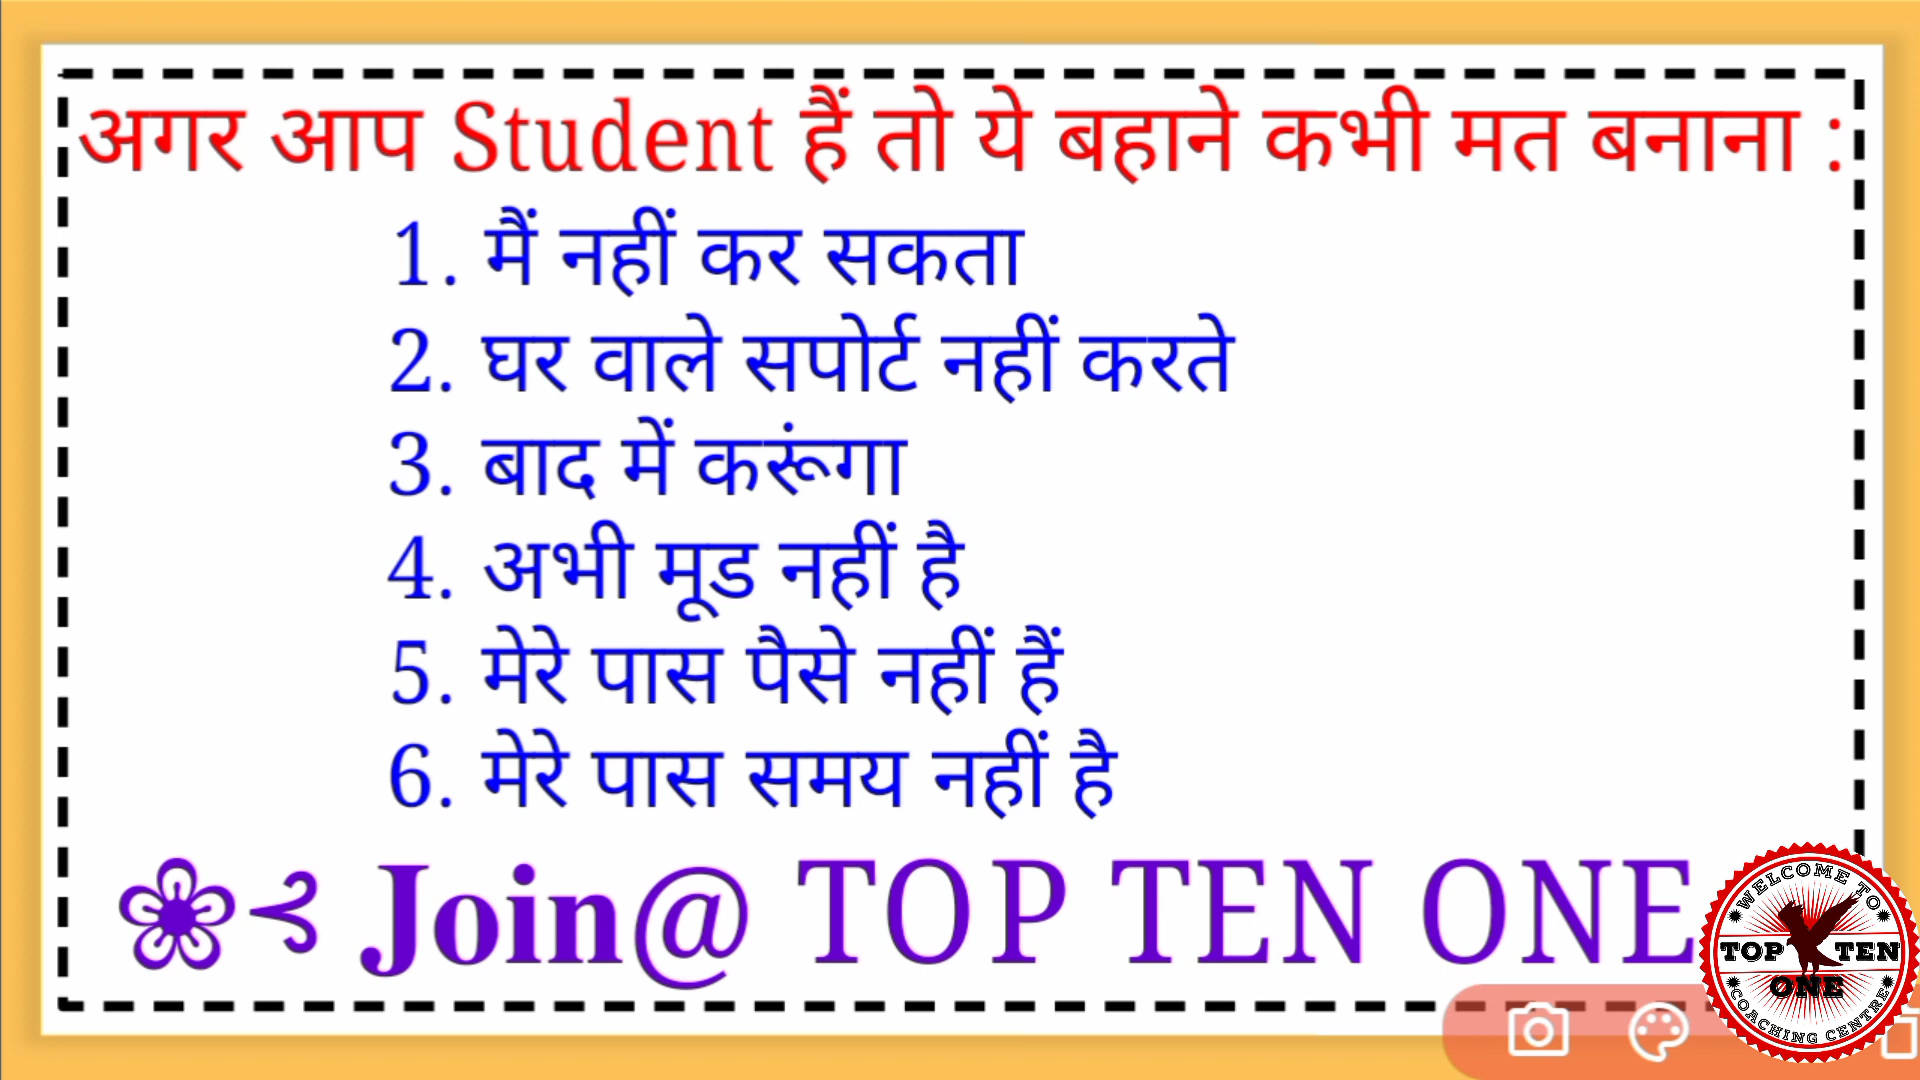 अगर आप Student हैं तो ये बहाने कभी मत बनाना :
1. मैं नहीं कर सकता
2. घर वाले सपोर्ट नहीं करते
3. बाद में करूंगा
4. अभी मूड नहीं है
5. मेरे पास पैसे नहीं हैं
6. मेरे पास समय नहीं है
❀⊰ Join@ TOP TEN ONE
WELCOME TO
TOP TEN
ONE
COACHING CENTRE